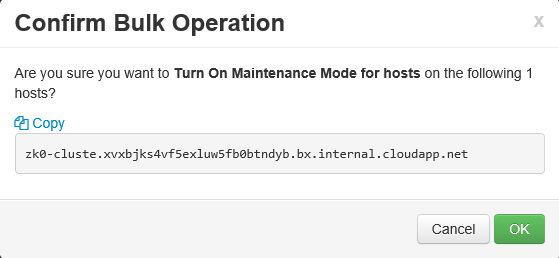 Confirm Bulk Operation
x
Are you sure you want to Turn On Maintenance Mode for hosts on the following 1
hosts?
Copy
zk0-cluste.xvxbjks4vf5exluw5fb0btndyb.bx.internal.cloudapp.net
Cancel
OK